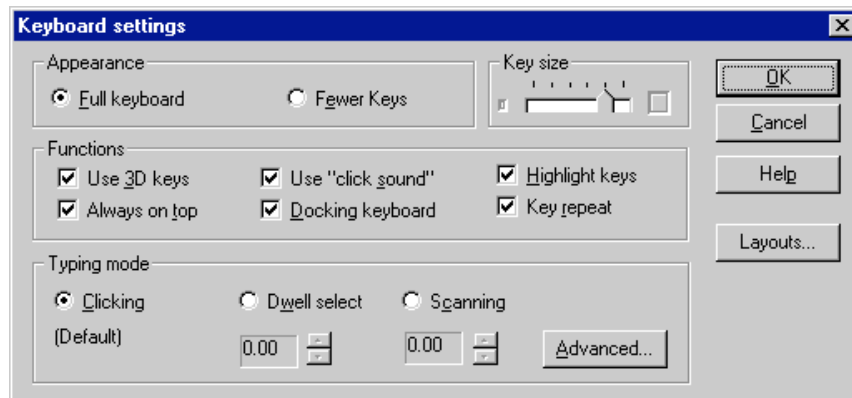 Keyboard settings
Appearance
Full keyboard
Fewer Keys
Key size
OK
Cancel
Functions
Use 3D keys
Use "click sound"
Highlight keys
Help
Always on top
Docking keyboard
Key repeat
Layouts...
Typing mode
Clicking
Dwell select
Scanning
(Default)
0.00
0.00
Advanced...